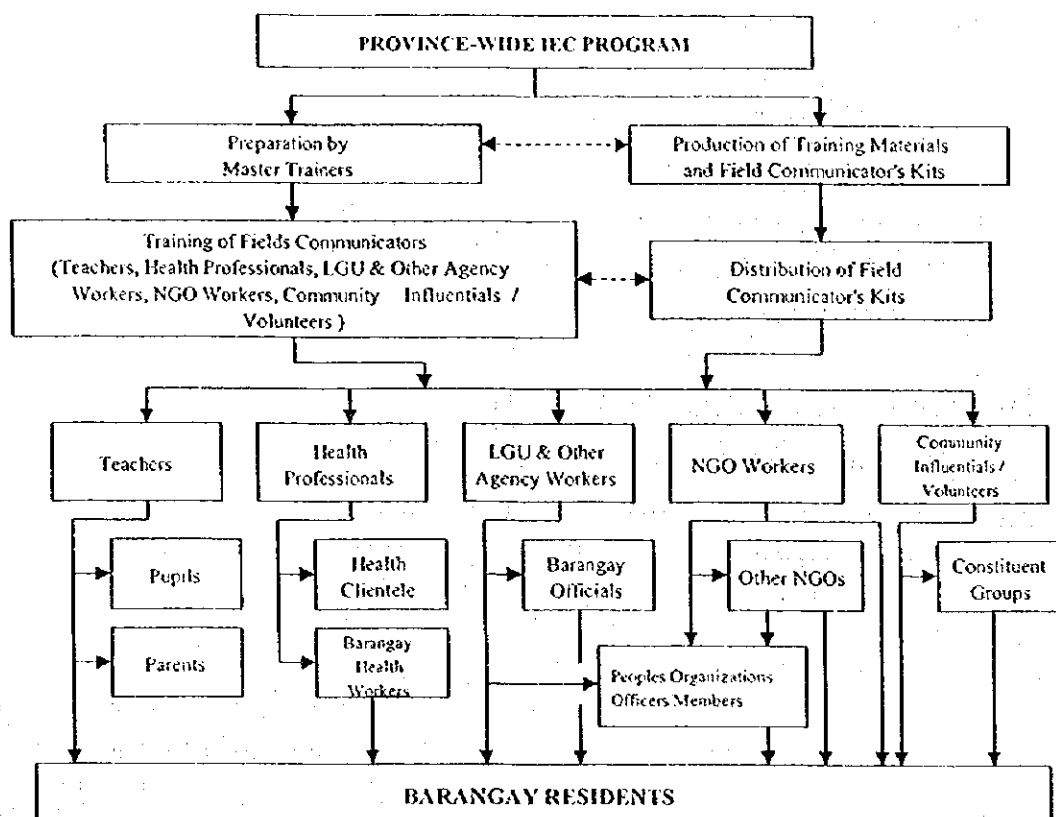 PROVINCE-WIDE IEC PROGRAM
Preparation by
Master Trainers
Production of Training Materials
and Field Communicator's Kits
Training of Fields Communicators
(Teachers, Health Professionals, LGU & Other Agency
Workers, NGO Workers, Community Influentials /
Volunteers )
Distribution of Field
Communicator's Kits
Teachers
Health
Professionals
LGU & Other
Agency Workers
NGO Workers
Community
Influentials /
Volunteers
Pupils
Health
Clientele
Barangay
Officials
Other NGOs
Constituent
Groups
Parents
Barangay
Health
Workers
Peoples Organizations
Officers Members
BARANGAY RESIDENTS